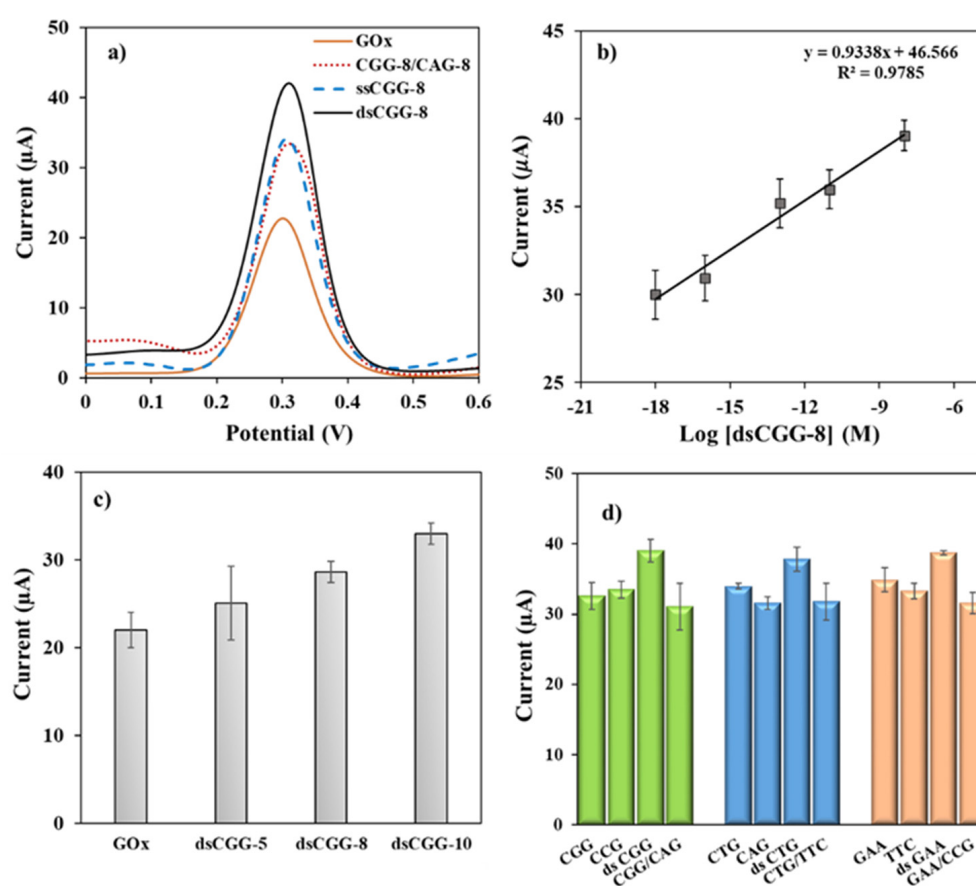 a)
GOx
CGG-8/CAG-8
ssCGG-8
dsCGG-8
50
40
30
20
10
0
Current (µA)
0 0.1 0.2 0.3 0.4 0.5 0.6
Potential (V)
b)
y = 0.9338x + 46.566
R² = 0.9785
45
40
35
30
25
Current (µA)
-21 -18 -15 -12 -9 -6
Log [dsCGG-8] (M)
c)
40
30
20
10
0
Current (µA)
GOx dsCGG-5 dsCGG-8 dsCGG-10
d)
50
40
30
20
10
0
Current (µA)
CGG
CCG
ds CGG
CGG/CAG
CTG
CAG
ds CTG
CTG/TTC
GAA
TTC
ds GAA
GAA/CCG